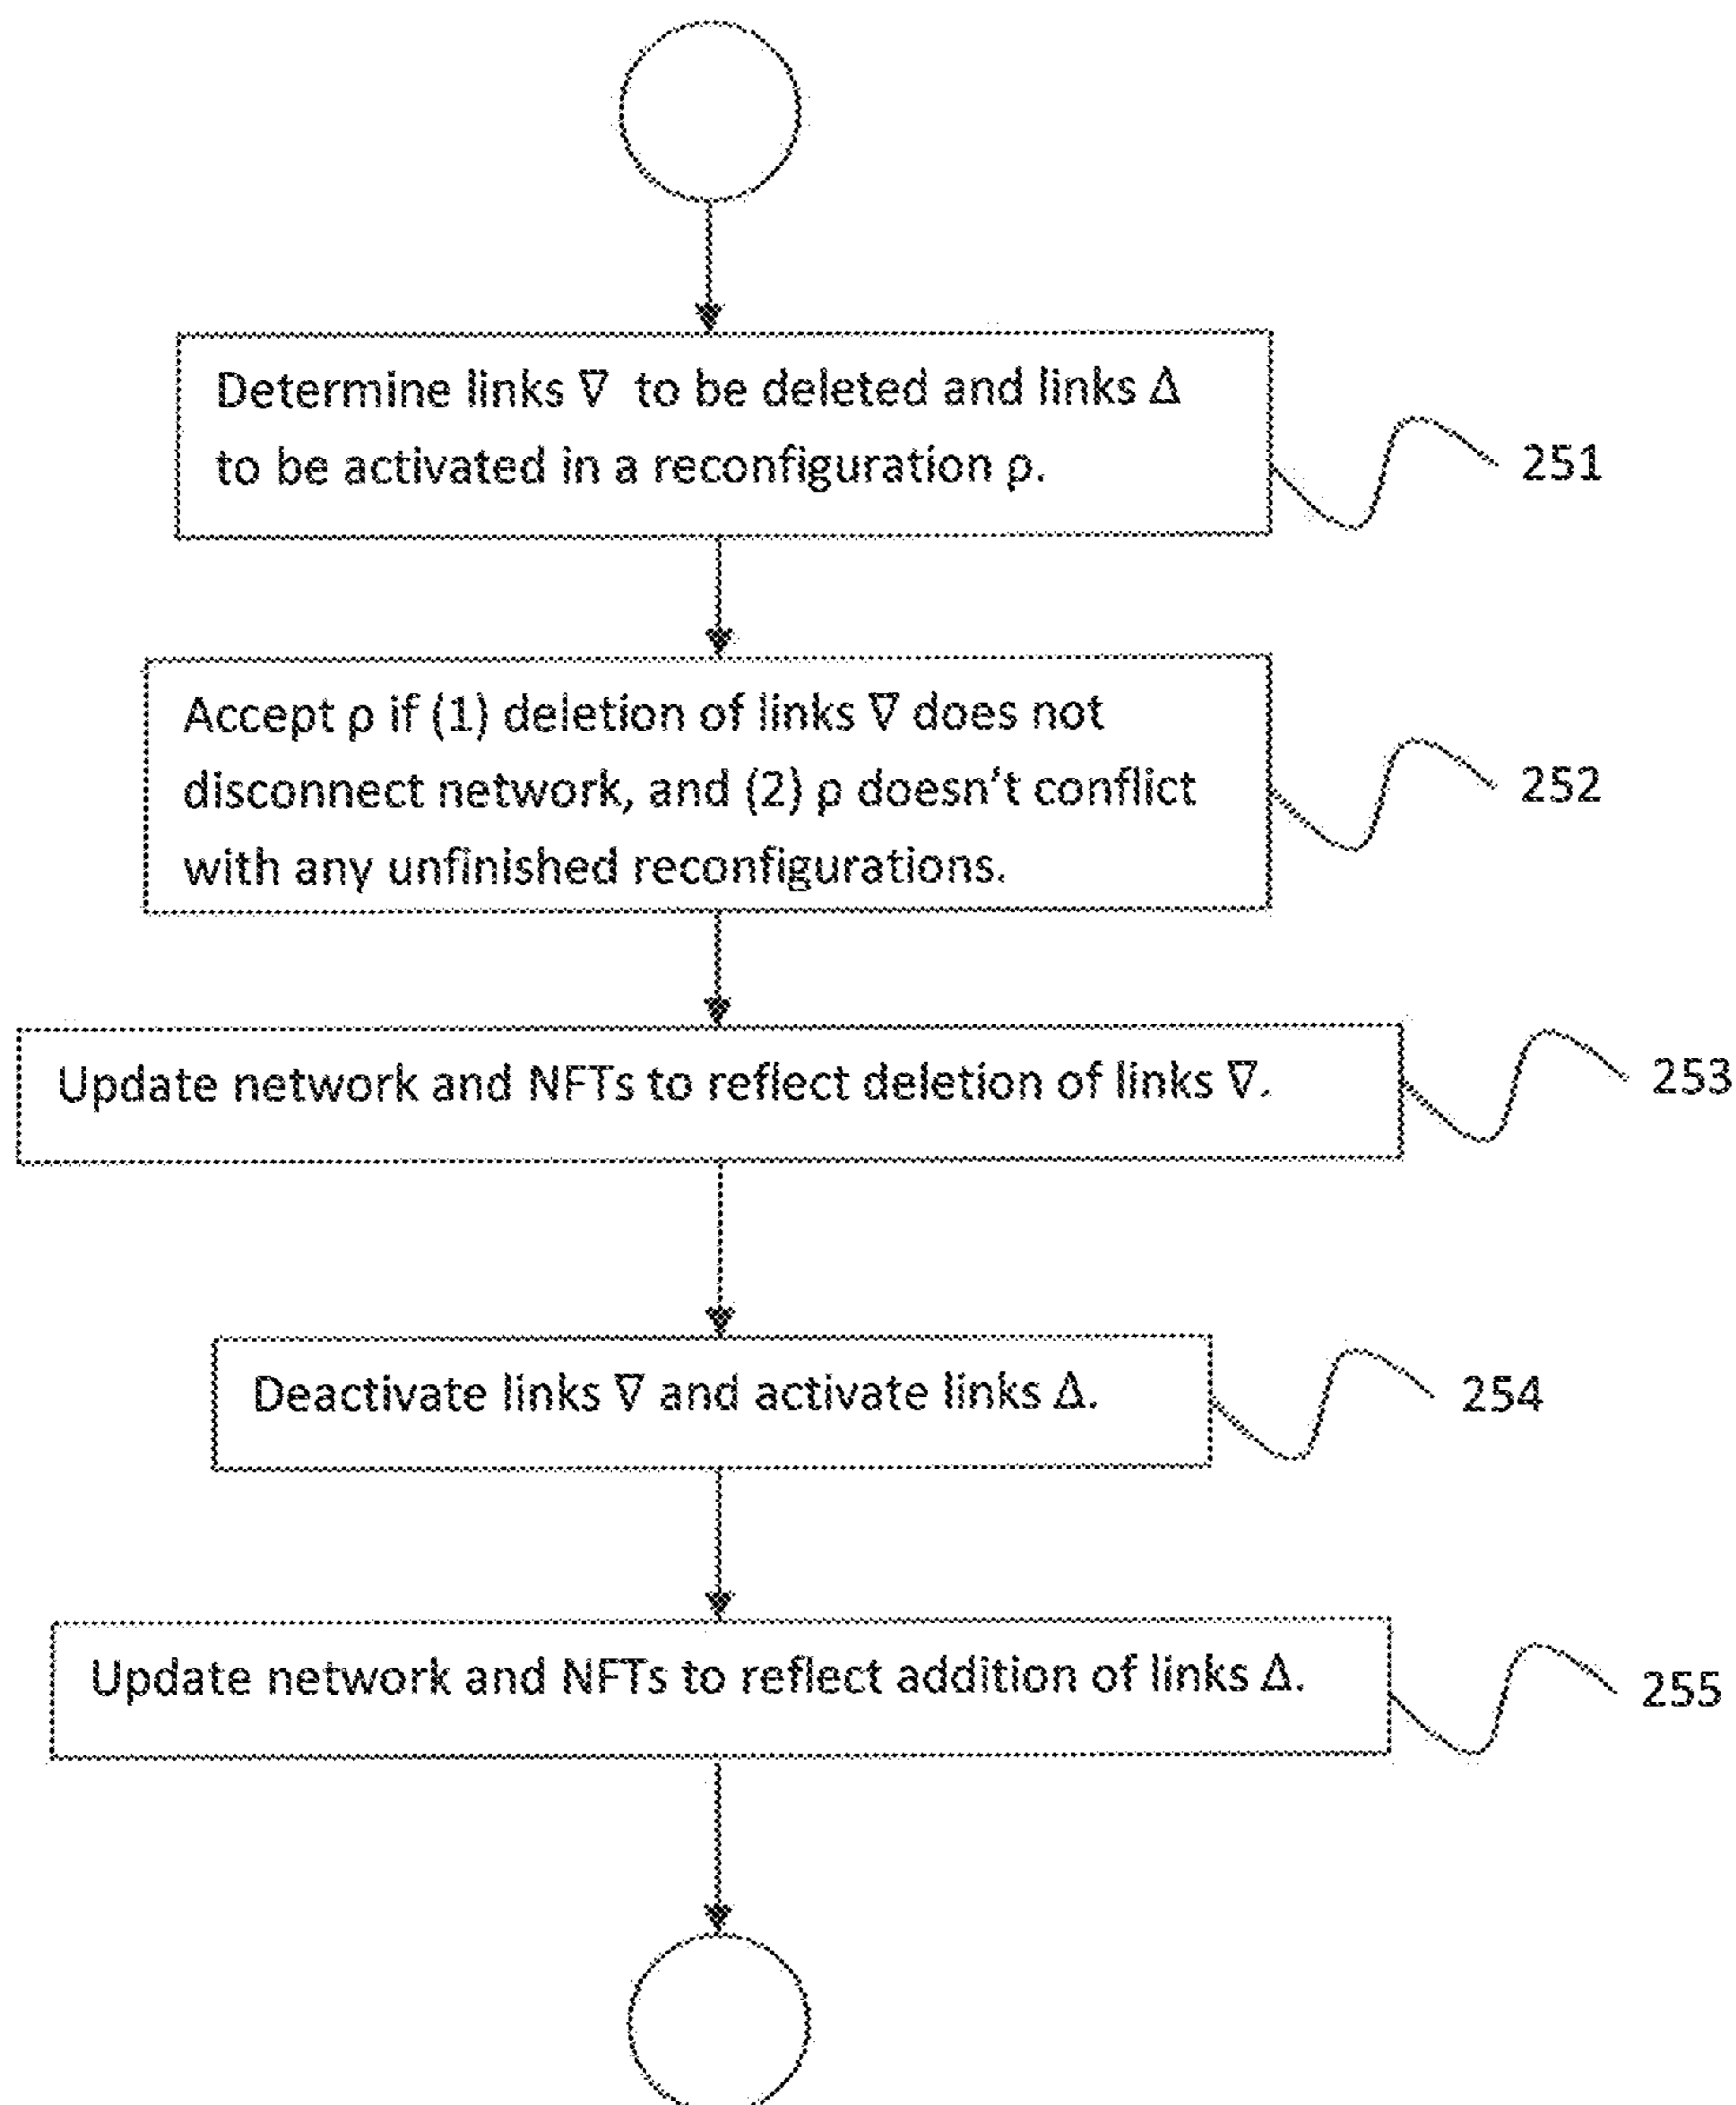 Determine links ∇ to be deleted and links Δ
to be activated in a reconfiguration ρ.
251
Accept ρ if (1) deletion of links ∇ does not
disconnect network, and (2) ρ doesn't conflict
with any unfinished reconfigurations.
252
Update network and NFTs to reflect deletion of links ∇.
253
Deactivate links ∇ and activate links Δ.
254
Update network and NFTs to reflect addition of links Δ.
255